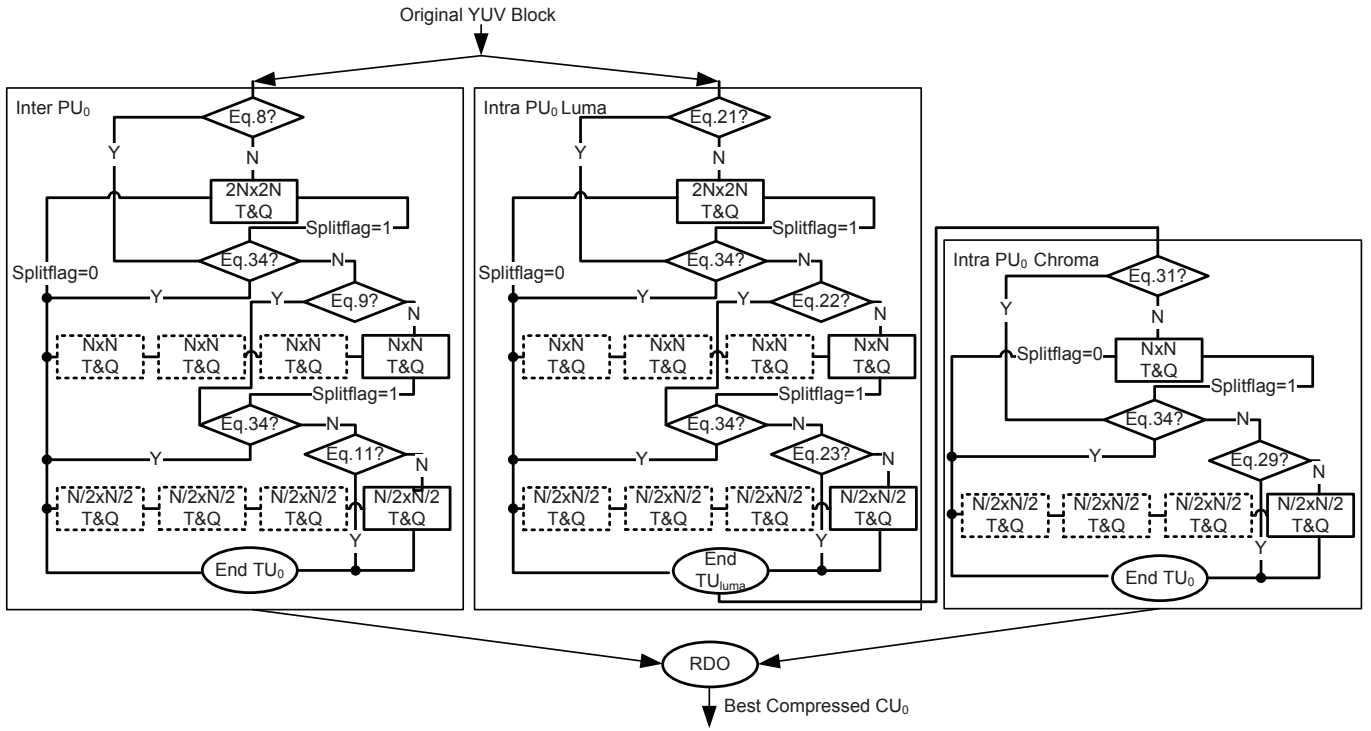 Original YUV Block
Inter PU₀
Eq.8?
Y
N
2Nx2N
T&Q
Splitflag=1
Eq.34?
N
Splitflag=0
Y
Y
Eq.9?
N
NxN
T&Q
NxN
T&Q
NxN
T&Q
NxN
T&Q
Splitflag=1
Eq.34?
N
Y
Eq.11?
N
N/2xN/2
T&Q
N/2xN/2
T&Q
N/2xN/2
T&Q
N/2xN/2
T&Q
Y
End TU₀
Intra PU₀ Luma
Eq.21?
Y
N
2Nx2N
T&Q
Splitflag=1
Eq.34?
N
Splitflag=0
Y
Y
Eq.22?
N
NxN
T&Q
NxN
T&Q
NxN
T&Q
NxN
T&Q
Splitflag=1
Eq.34?
N
Y
Eq.23?
N
N/2xN/2
T&Q
N/2xN/2
T&Q
N/2xN/2
T&Q
N/2xN/2
T&Q
Y
End
TUₗᵤₘₐ
Intra PU₀ Chroma
Eq.31?
Y
N
Splitflag=0
NxN
T&Q
Splitflag=1
Eq.34?
N
Y
Eq.29?
N
N/2xN/2
T&Q
N/2xN/2
T&Q
N/2xN/2
T&Q
N/2xN/2
T&Q
Y
End TU₀
RDO
Best Compressed CU₀